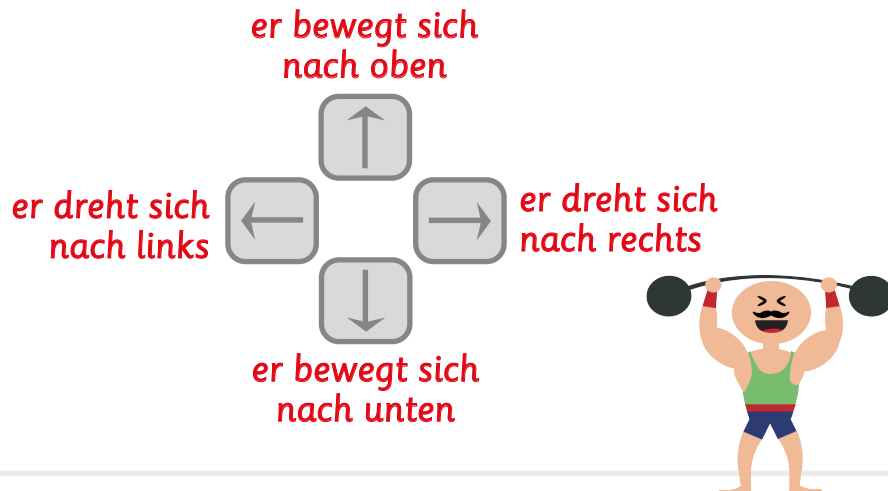 er bewegt sich
nach oben
er dreht sich
nach links
er dreht sich
nach rechts
er bewegt sich
nach unten